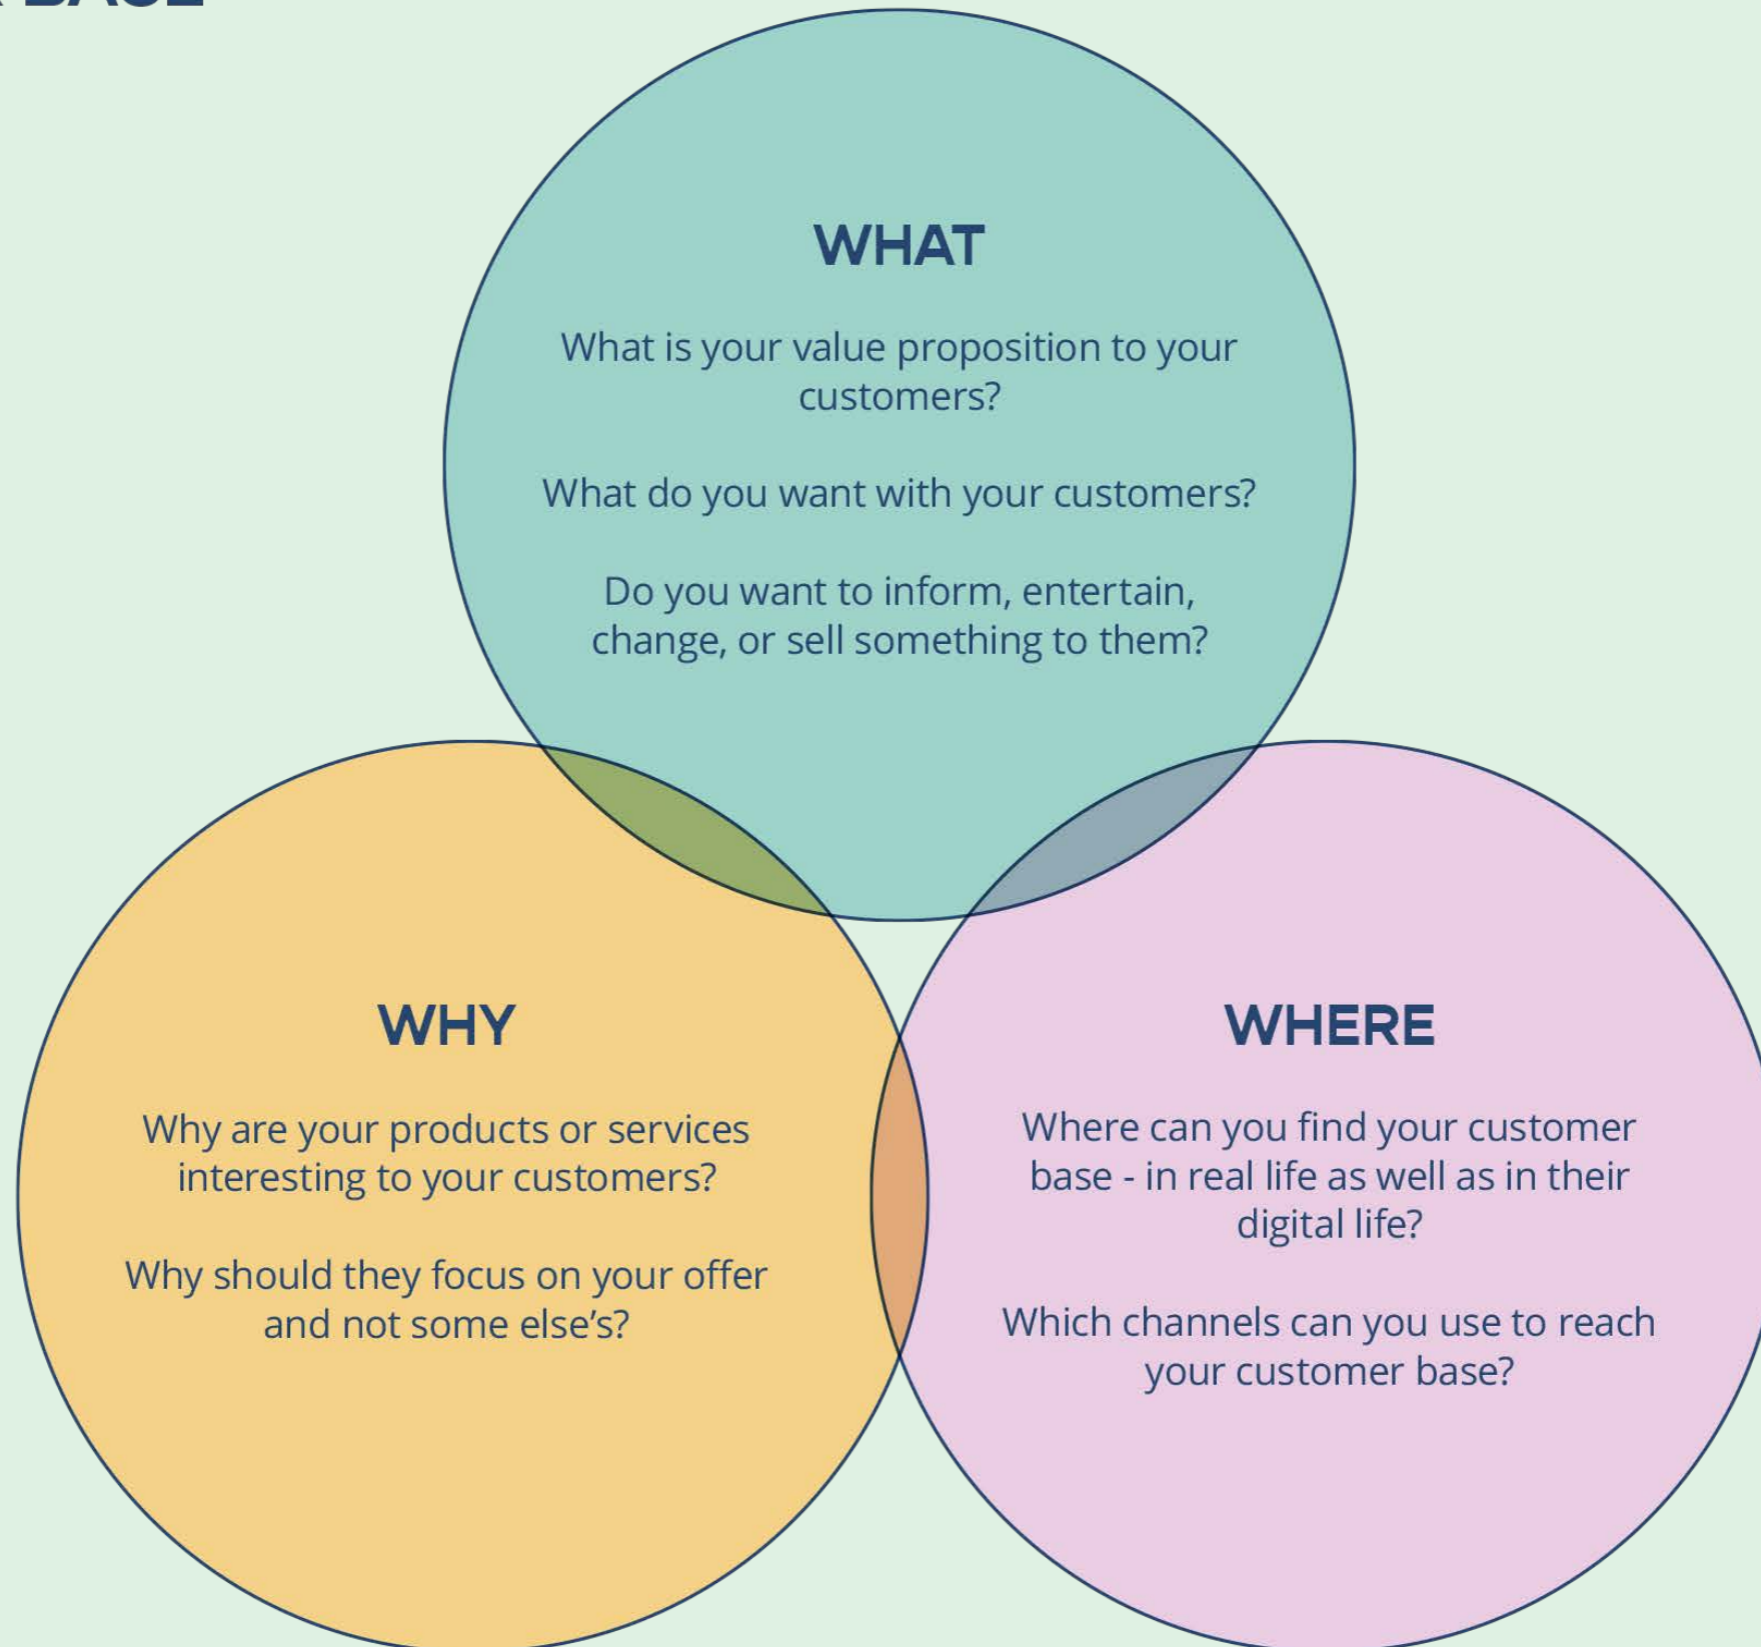 BASE
WHAT
What is your value proposition to your
customers?
What do you want with your customers?
Do you want to inform, entertain,
change, or sell something to them?
WHY
Why are your products or services
interesting to your customers?
Why should they focus on your offer
and not some else's?
WHERE
Where can you find your customer
base - in real life as well as in their
digital life?
Which channels can you use to reach
your customer base?